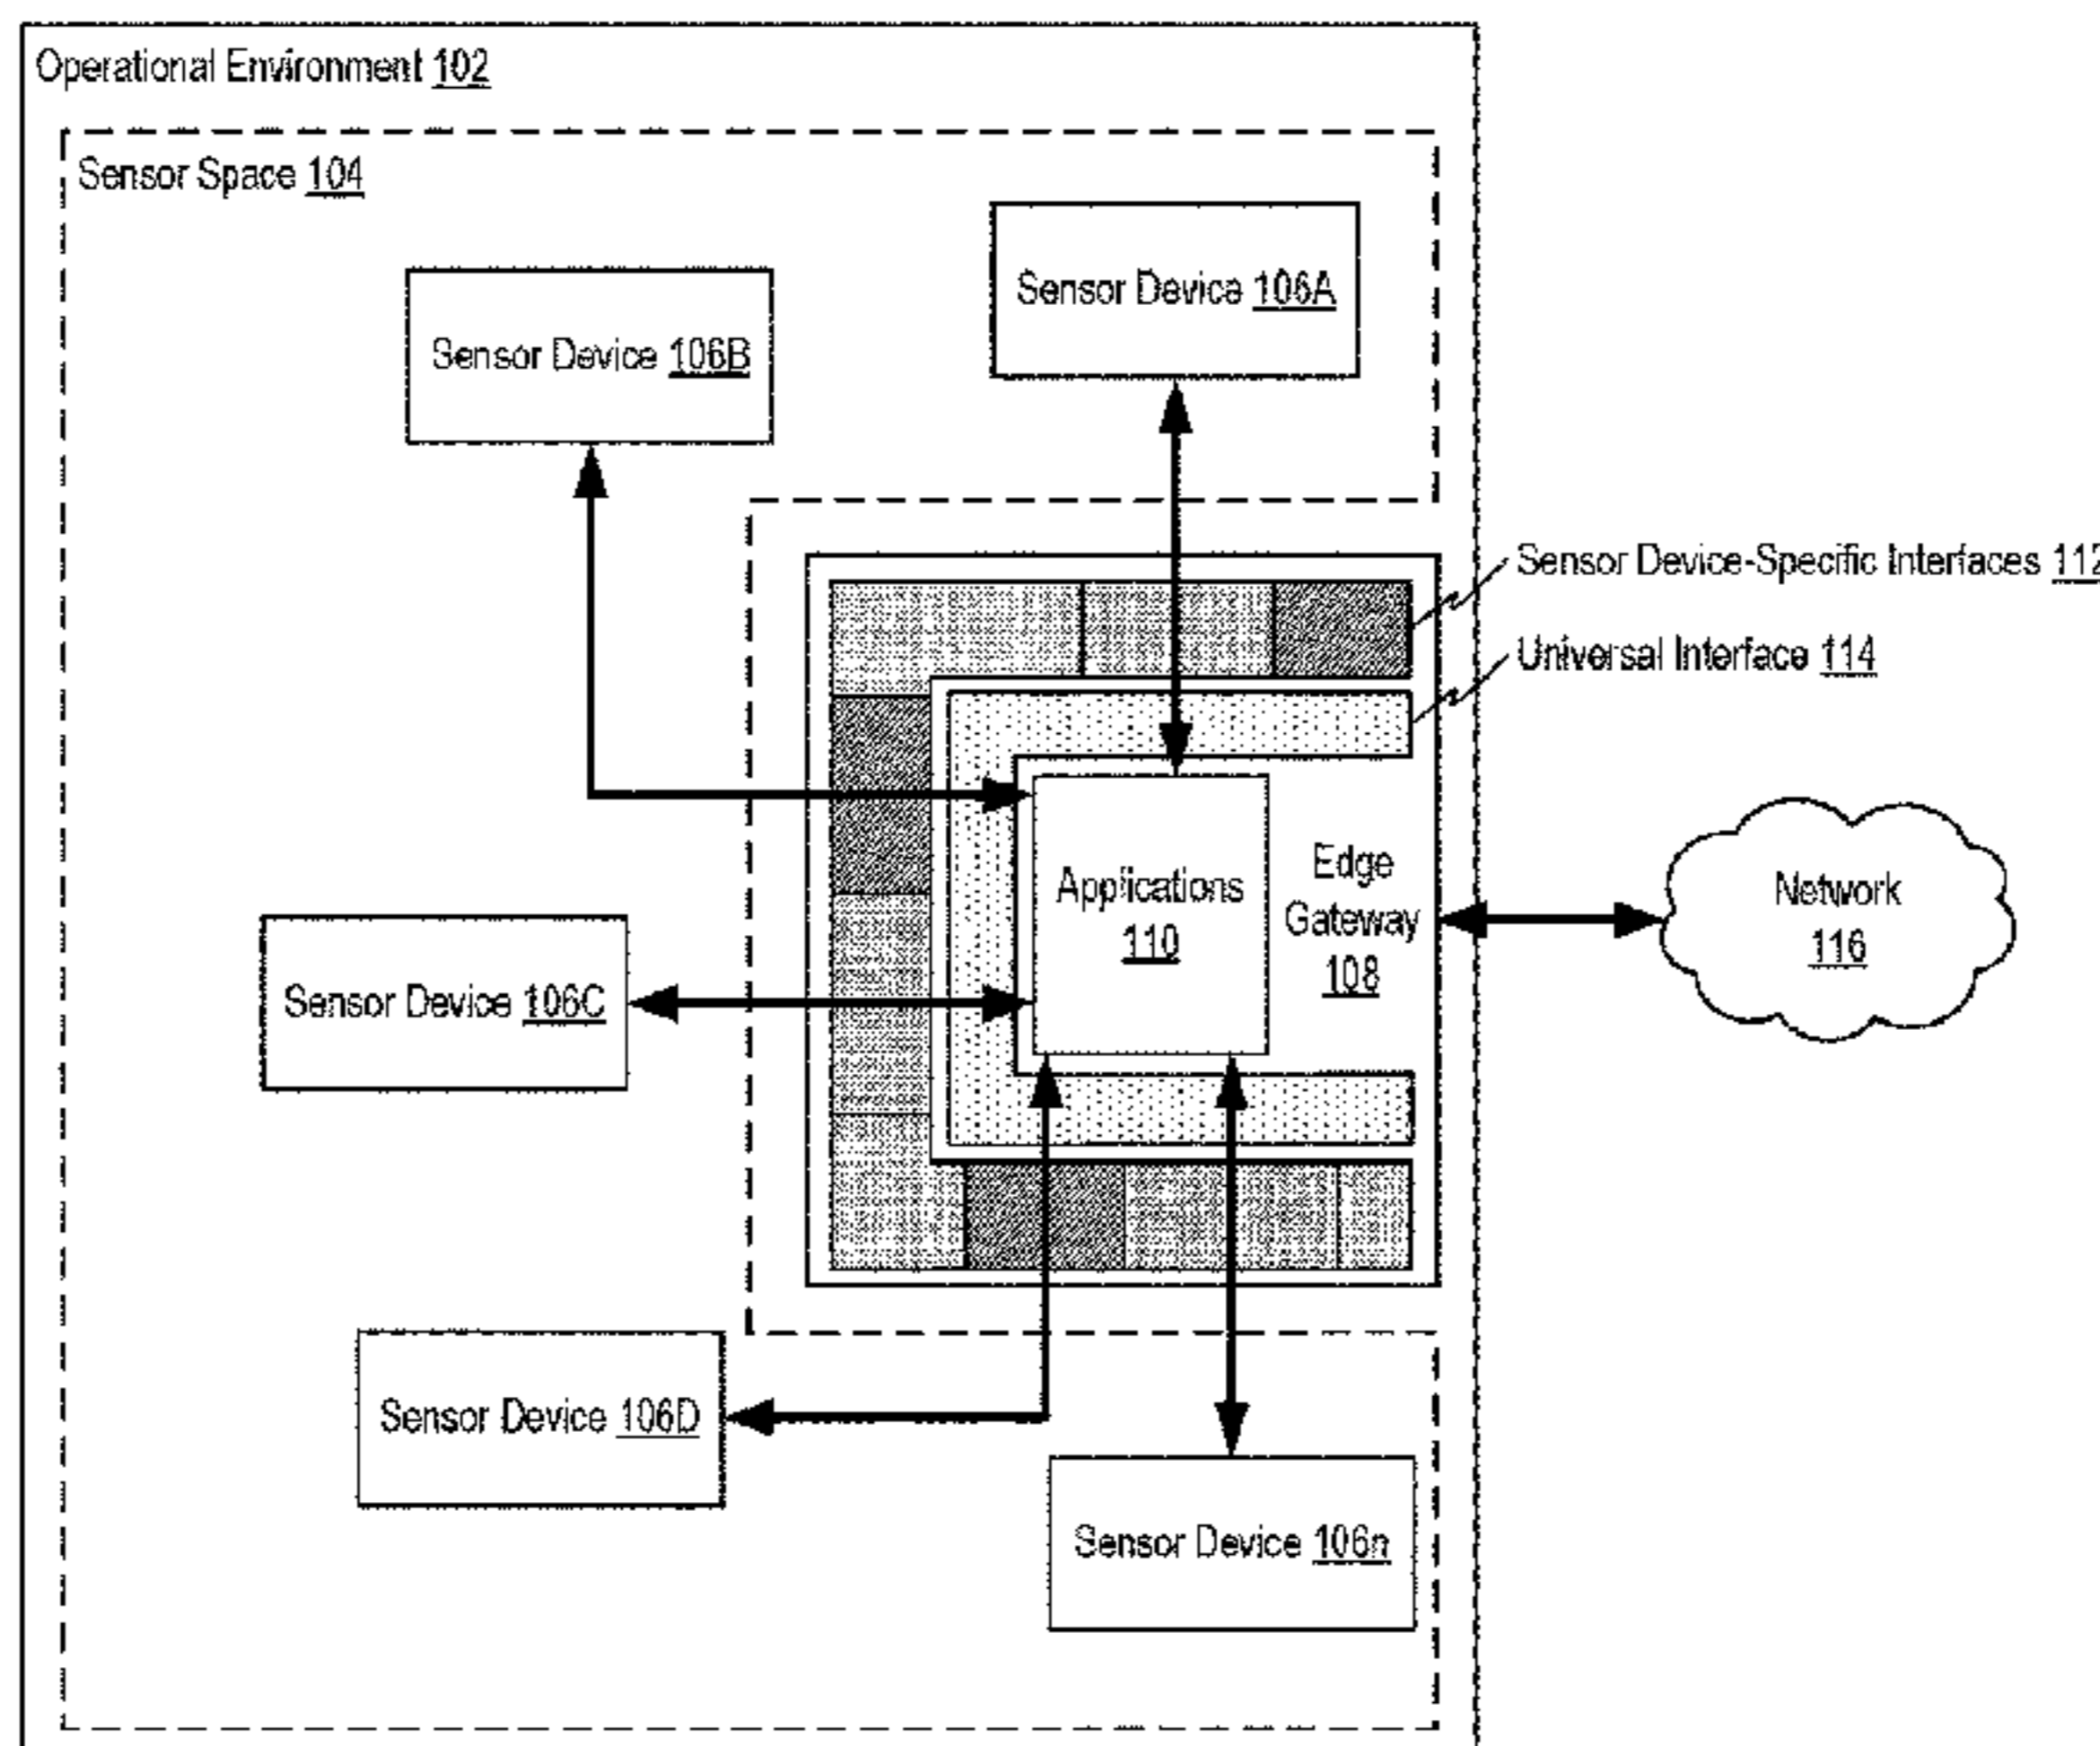 Operational Environment 102
Sensor Space 104
Sensor Device 106A
Sensor Device 106B
Sensor Device-Specific Interfaces 112
Universal Interface 114
Applications
110
Edge
Gateway
108
Network
116
Sensor Device 106C
Sensor Device 106D
Sensor Device 106n